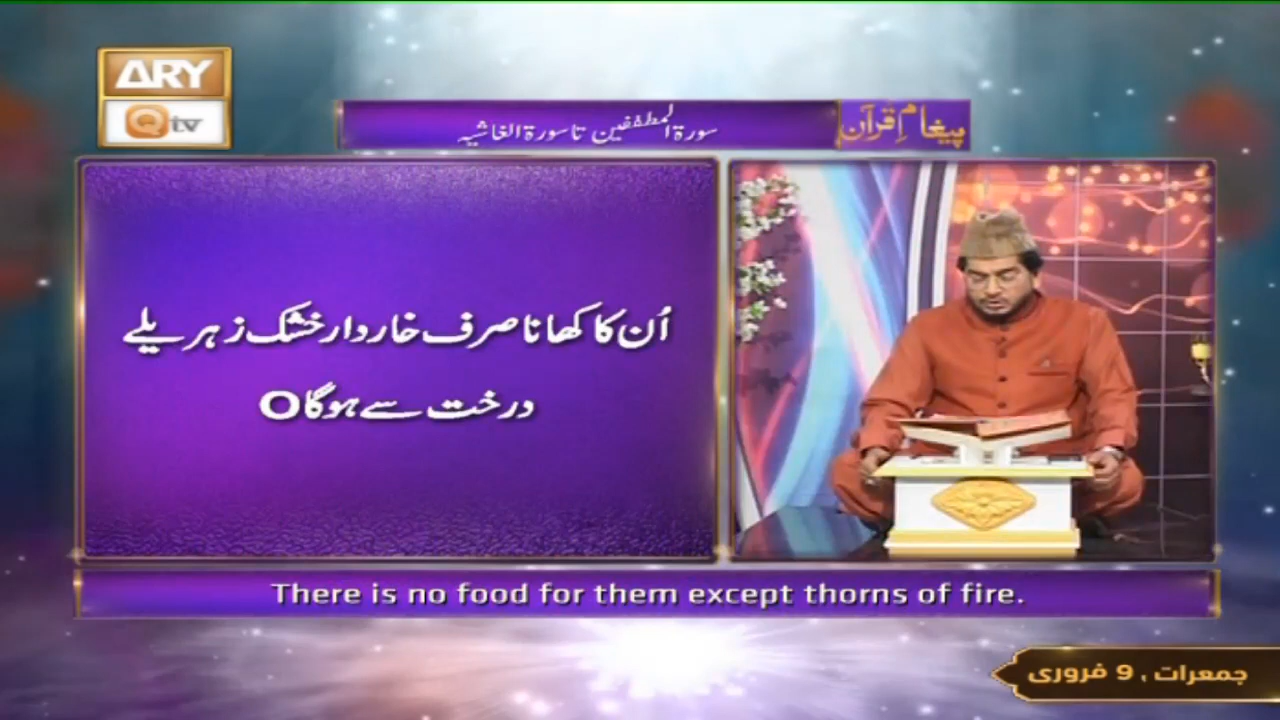 ARY
Qtv
پیغامِ قرآن
سورۃ المطففین تا سورۃ الغاشیہ
اُن کا کھانا صرف خاردار خشک زہریلے
درخت سے ہوگاO
There is no food for them except thorns of fire.
جمعرات , 9 فروری